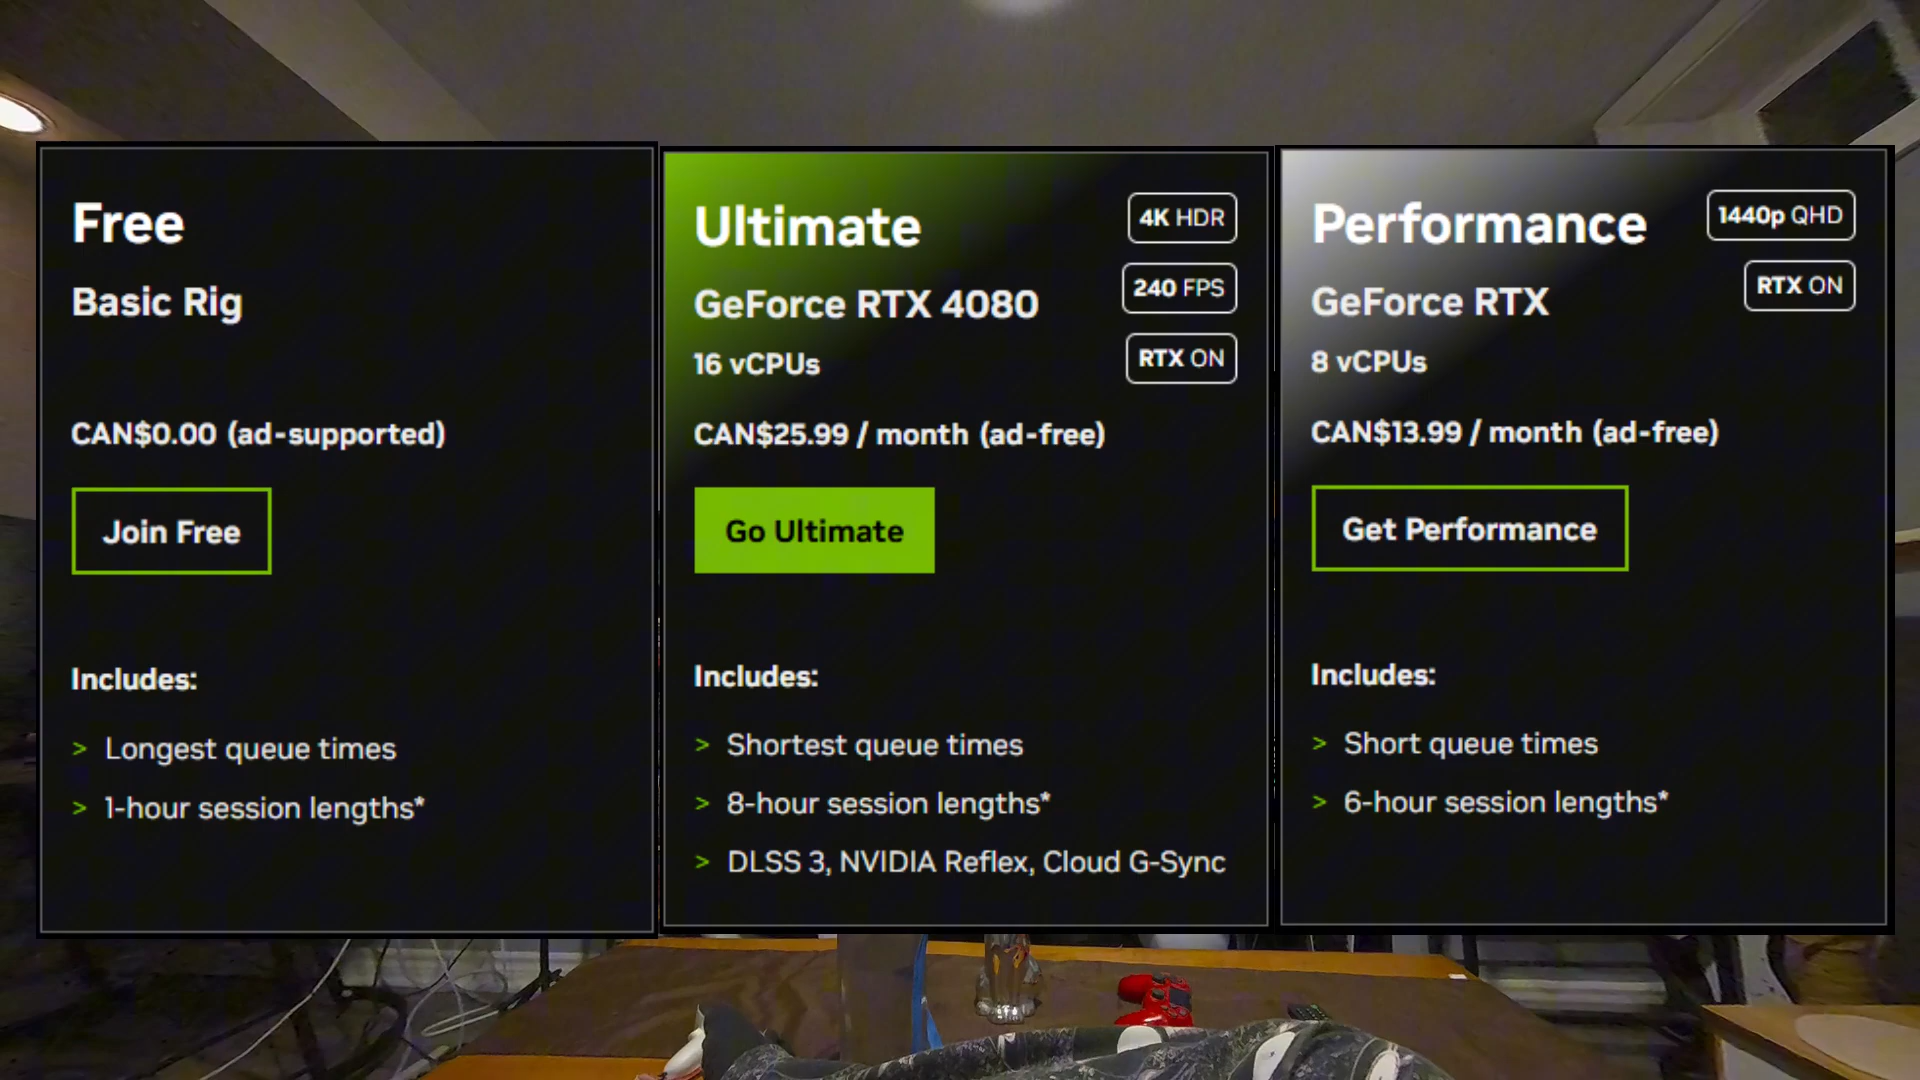 Free
Basic Rig
CAN$0.00 (ad-supported)
Join Free
Includes:
> Longest queue times
> 1-hour session lengths*
Ultimate
4K HDR
240 FPS
RTX ON
GeForce RTX 4080
16 vCPUs
CAN$25.99 / month (ad-free)
Go Ultimate
Includes:
> Shortest queue times
> 8-hour session lengths*
> DLSS 3, NVIDIA Reflex, Cloud G-Sync
Performance
1440p QHD
RTX ON
GeForce RTX
8 vCPUs
CAN$13.99 / month (ad-free)
Get Performance
Includes:
> Short queue times
> 6-hour session lengths*